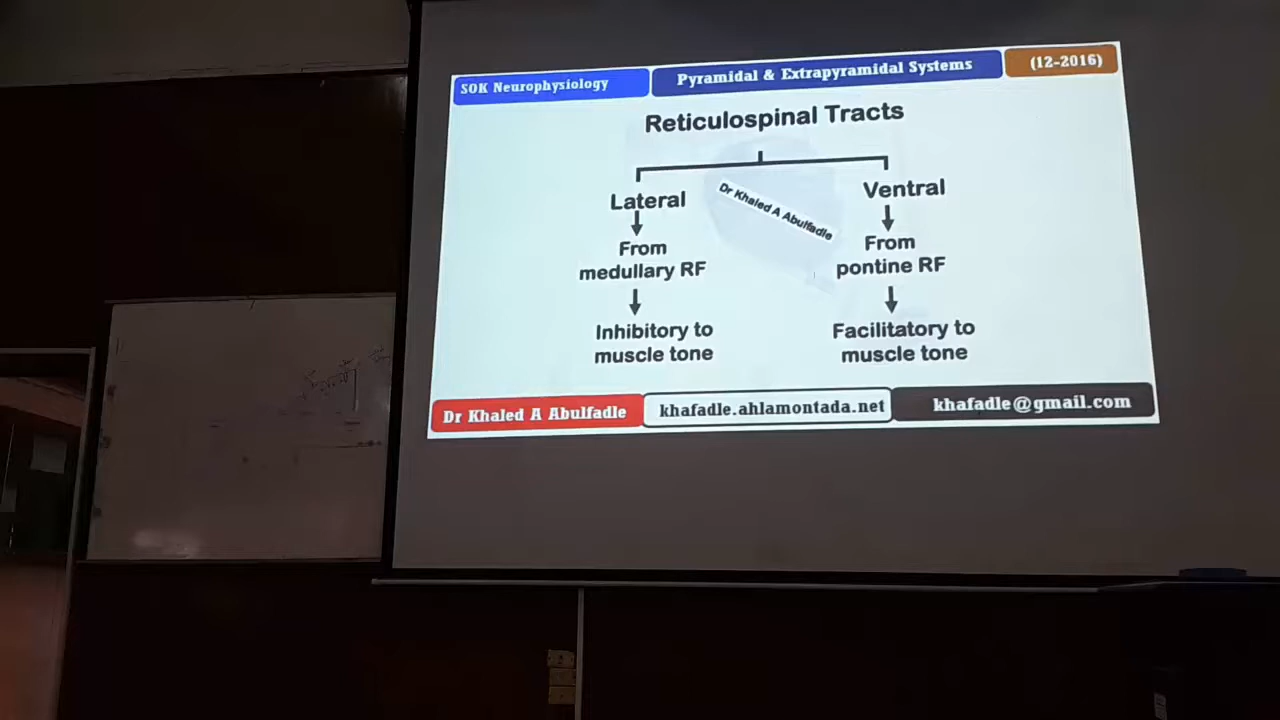 SOK Neurophysiology
Pyramidal & Extrapyramidal Systems
(12-2016)
Reticulospinal Tracts
Lateral
From
medullary RF
Inhibitory to
muscle tone
Dr Khaled A Abulfadle
Ventral
From
pontine RF
Facilitatory to
muscle tone
Dr Khaled A Abulfadle
khafadle.ahlamontada.net
khafadle@gmail.com